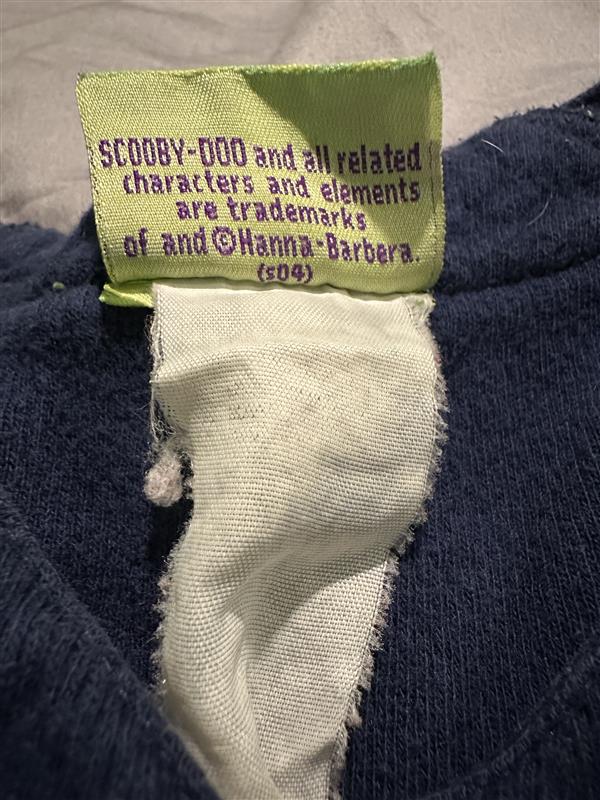 SCOOBY-DOO and all related
characters and elements
are trademarks
of and ©Hanna-Barbera.
(s04)